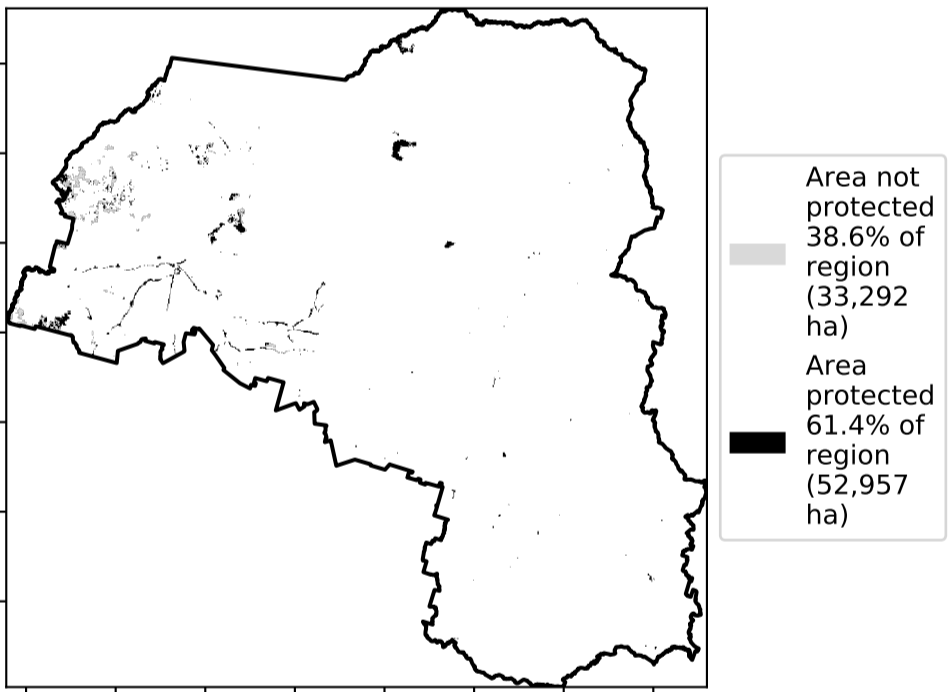 Area not
protected
38.6% of
region
(33,292
ha)
Area
protected
61.4% of
region
(52,957
ha)